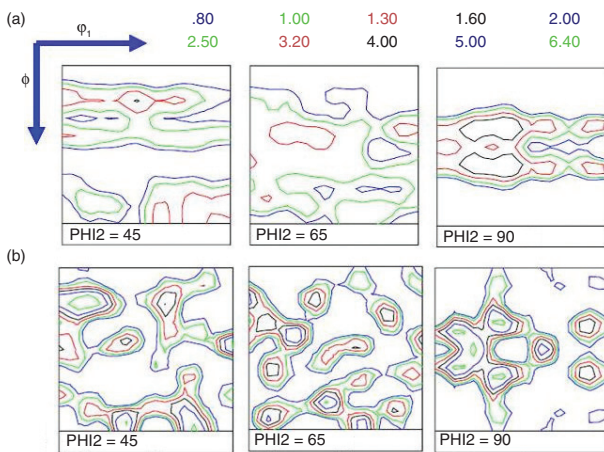 (a)
φ1
.80 1.00 1.30 1.60 2.00
2.50 3.20 4.00 5.00 6.40
ϕ
PHI2 = 45 PHI2 = 65 PHI2 = 90
(b)
PHI2 = 45 PHI2 = 65 PHI2 = 90